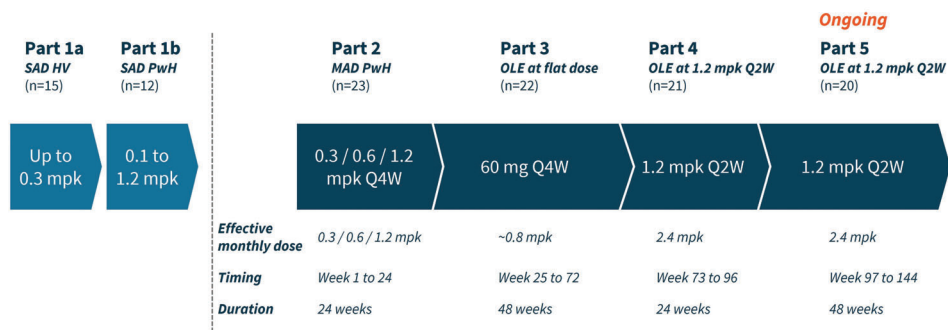 Ongoing
Part 1a
SAD HV
(n=15)
Part 1b
SAD PwH
(n=12)
Part 2
MAD PwH
(n=23)
Part 3
OLE at flat dose
(n=22)
Part 4
OLE at 1.2 mpk Q2W
(n=21)
Part 5
OLE at 1.2 mpk Q2W
(n=20)
Up to
0.3 mpk
0.1 to
1.2 mpk
0.3 / 0.6 / 1.2
mpk Q4W
60 mg Q4W
1.2 mpk Q2W
1.2 mpk Q2W
Effective
monthly dose
0.3 / 0.6 / 1.2 mpk
~0.8 mpk
2.4 mpk
2.4 mpk
Timing
Week 1 to 24
Week 25 to 72
Week 73 to 96
Week 97 to 144
Duration
24 weeks
48 weeks
24 weeks
48 weeks